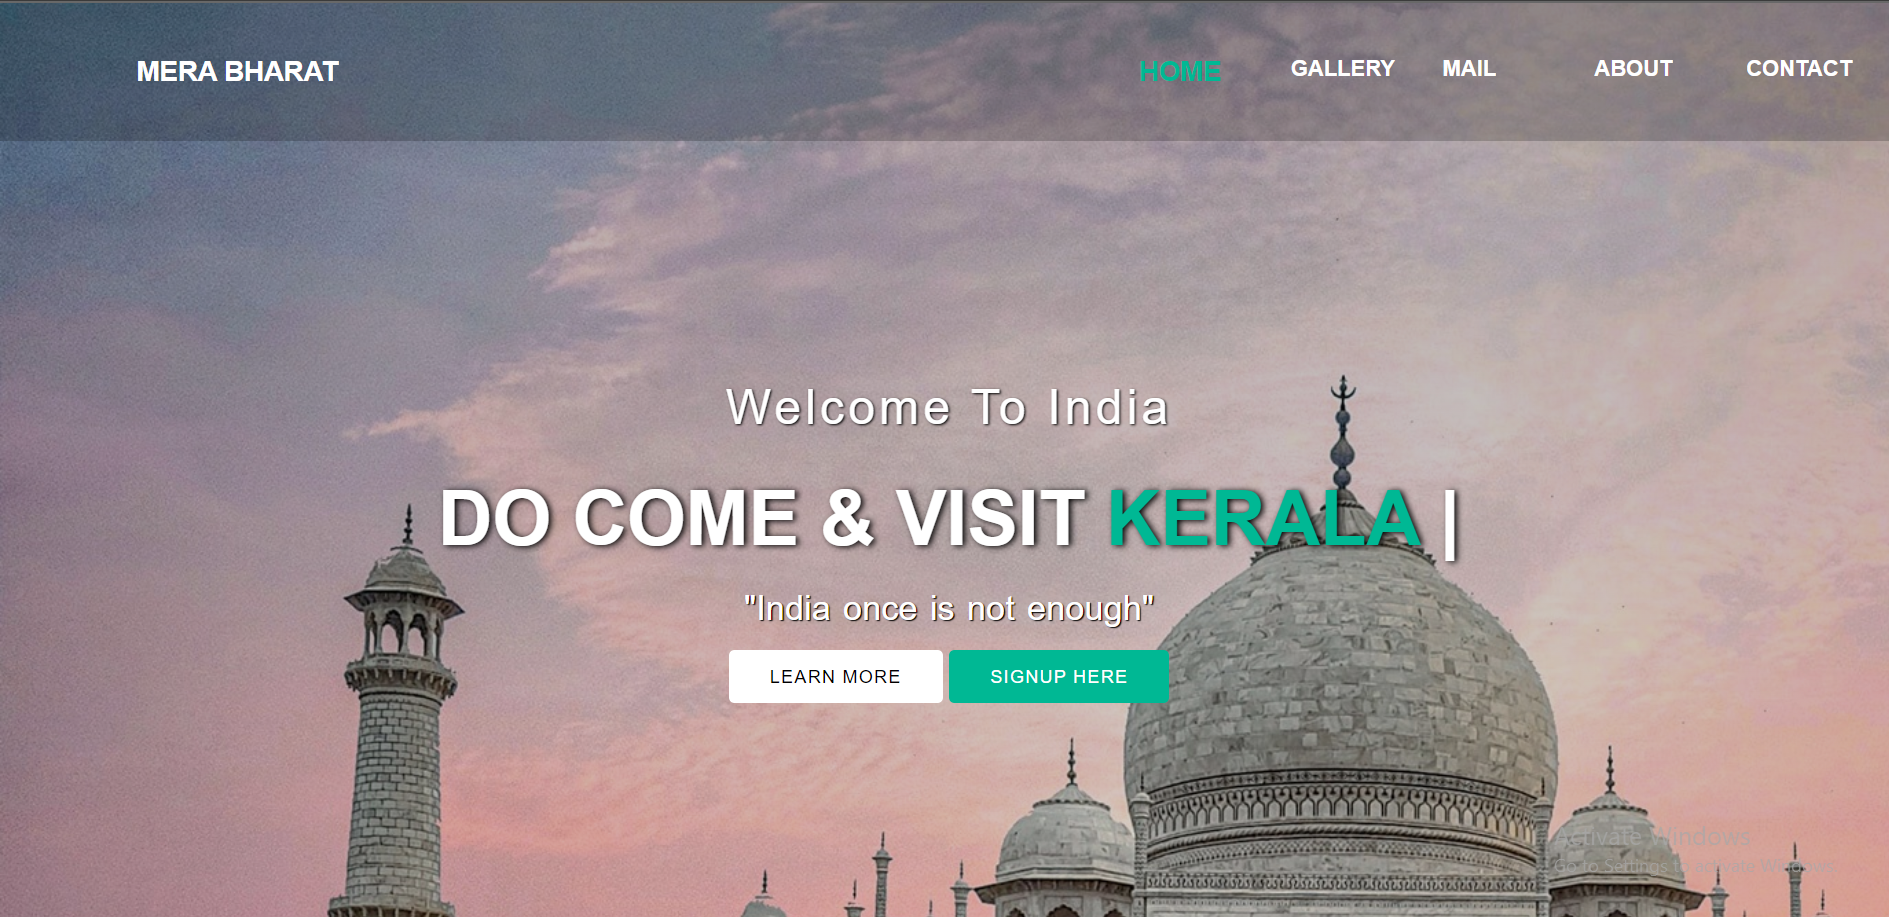 MERA BHARAT HOME GALLERY MAIL ABOUT CONTACT
Welcome To India
DO COME & VISIT KERALA |
"India once is not enough"
LEARN MORE SIGNUP HERE
Activate Windows
Go to Settings to activate Windows.